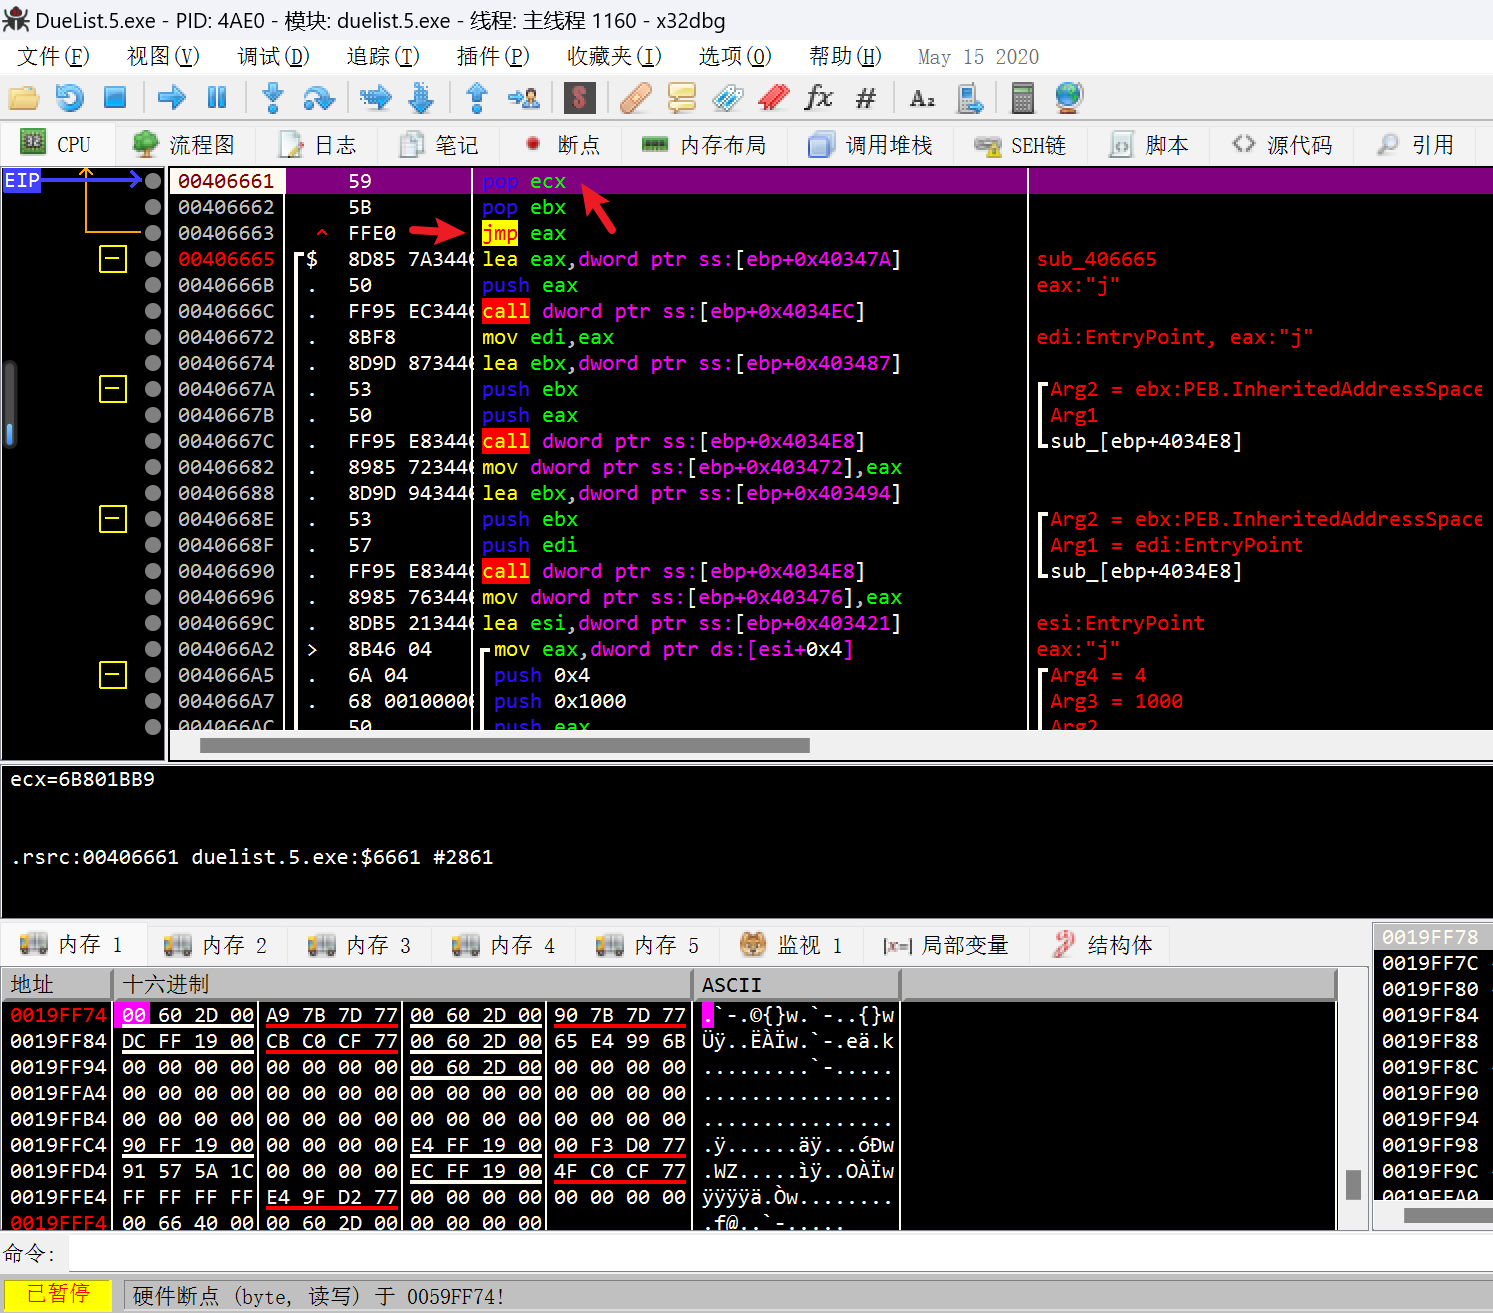 DueList.5.exe - PID: 4AE0 - 模块: duelist.5.exe - 线程: 主线程 1160 - x32dbg
文件(F) 视图(V) 调试(D) 追踪(T) 插件(P) 收藏夹(I) 选项(O) 帮助(H) May 15 2020
CPU 流程图 日志 笔记 断点 内存布局 调用堆栈 SEH链 脚本 源代码 引用
EIP 00406661 59 pop ecx
00406662 5B pop ebx
00406663 ^ FFE0 jmp eax
00406665 $ 8D85 7A3446 lea eax,dword ptr ss:[ebp+0x40347A] sub_406665
0040666B . 50 push eax eax:"j"
0040666C . FF95 EC3446 call dword ptr ss:[ebp+0x4034EC]
00406672 . 8BF8 mov edi,eax edi:EntryPoint, eax:"j"
00406674 . 8D9D 873446 lea ebx,dword ptr ss:[ebp+0x403487]
0040667A . 53 push ebx Arg2 = ebx:PEB.InheritedAddressSpace
0040667B . 50 push eax Arg1
0040667C . FF95 E83446 call dword ptr ss:[ebp+0x4034E8] sub_[ebp+4034E8]
00406682 . 8985 723446 mov dword ptr ss:[ebp+0x403472],eax
00406688 . 8D9D 943446 lea ebx,dword ptr ss:[ebp+0x403494]
0040668E . 53 push ebx Arg2 = ebx:PEB.InheritedAddressSpace
0040668F . 57 push edi Arg1 = edi:EntryPoint
00406690 . FF95 E83446 call dword ptr ss:[ebp+0x4034E8] sub_[ebp+4034E8]
00406696 . 8985 763446 mov dword ptr ss:[ebp+0x403476],eax
0040669C . 8DB5 213446 lea esi,dword ptr ss:[ebp+0x403421] esi:EntryPoint
004066A2 > 8B46 04 mov eax,dword ptr ds:[esi+0x4] eax:"j"
004066A5 . 6A 04 push 0x4 Arg4 = 4
004066A7 . 68 00100000 push 0x1000 Arg3 = 1000
004066AC . 50 push eax Arg2
ecx=6B801BB9
.rsrc:00406661 duelist.5.exe:$6661 #2861
内存 1 内存 2 内存 3 内存 4 内存 5 监视 1 [x=] 局部变量 结构体
地址 十六进制 ASCII
0019FF74 00 60 2D 00 A9 7B 7D 77 00 60 2D 00 90 7B 7D 77 .`-.©{}w.`-..{}w
0019FF84 DC FF 19 00 CB C0 CF 77 00 60 2D 00 65 E4 99 6B Üÿ..ËÀÏw.`-.eä.k
0019FF94 00 00 00 00 00 00 00 00 00 60 2D 00 00 00 00 00 .........`-.....
0019FFA4 00 00 00 00 00 00 00 00 00 00 00 00 00 00 00 00 ................
0019FFB4 00 00 00 00 00 00 00 00 00 00 00 00 00 00 00 00 ................
0019FFC4 90 FF 19 00 00 00 00 00 E4 FF 19 00 00 F3 D0 77 .ÿ......äÿ...óÐw
0019FFD4 91 57 5A 1C 00 00 00 00 EC FF 19 00 4F C0 CF 77 .WZ.....ìÿ..OÀÏw
0019FFE4 FF FF FF FF E4 9F D2 77 00 00 00 00 00 00 00 00 ÿÿÿÿä.Òw........
0019FFF4 00 66 40 00 00 60 2D 00 00 00 00 00 .f@..`-.....
0019FF78
0019FF7C
0019FF80
0019FF84
0019FF88
0019FF8C
0019FF90
0019FF94
0019FF98
0019FF9C
0019FFA0
命令:
已暂停 硬件断点 (byte, 读写) 于 0059FF74!